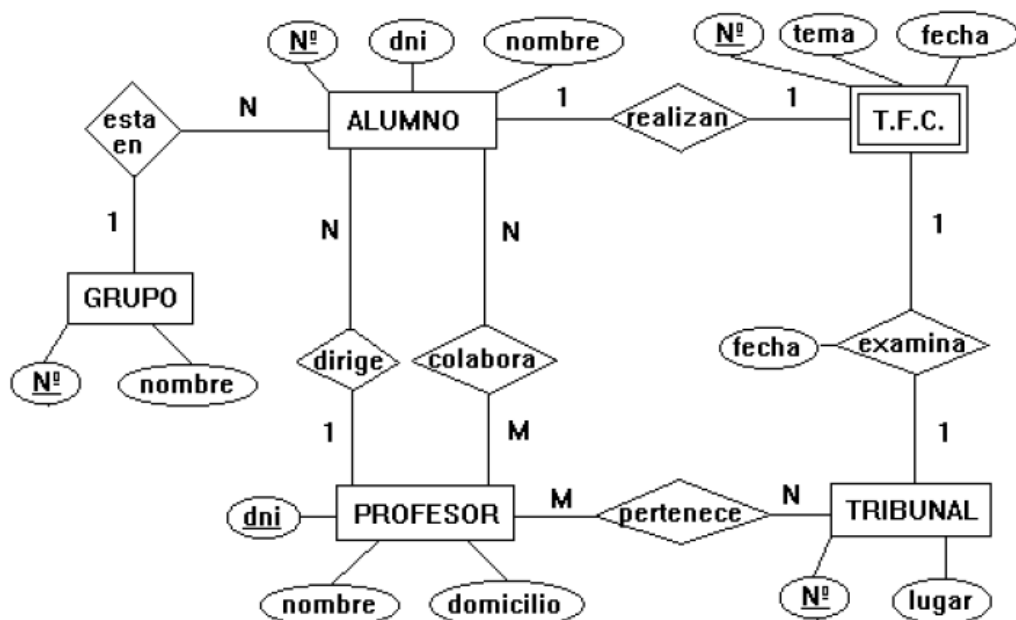 Nº
dni
nombre
Nº
tema
fecha
esta
en
N
ALUMNO
1
realizan
1
T.F.C.
1
N
N
1
GRUPO
Nº
nombre
dirige
colabora
fecha
examina
1
M
1
dni
PROFESOR
M
pertenece
N
TRIBUNAL
nombre
domicilio
Nº
lugar